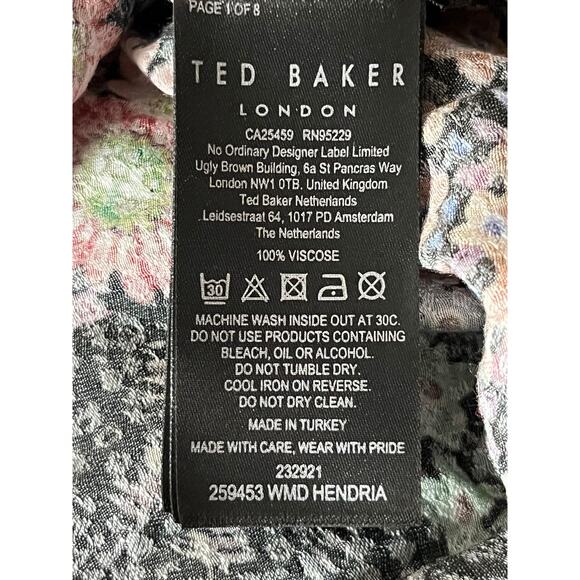 PAGE 1 OF 8
TED BAKER
LONDON
CA25459 RN95229
No Ordinary Designer Label Limited
Ugly Brown Building, 6a St Pancras Way
London NW1 0TB. United Kingdom
Ted Baker Netherlands
Leidsestraat 64, 1017 PD Amsterdam
The Netherlands
100% VISCOSE
30
MACHINE WASH INSIDE OUT AT 30C.
DO NOT USE PRODUCTS CONTAINING
BLEACH, OIL OR ALCOHOL.
DO NOT TUMBLE DRY.
COOL IRON ON REVERSE.
DO NOT DRY CLEAN.
MADE IN TURKEY
MADE WITH CARE, WEAR WITH PRIDE
232921
259453 WMD HENDRIA